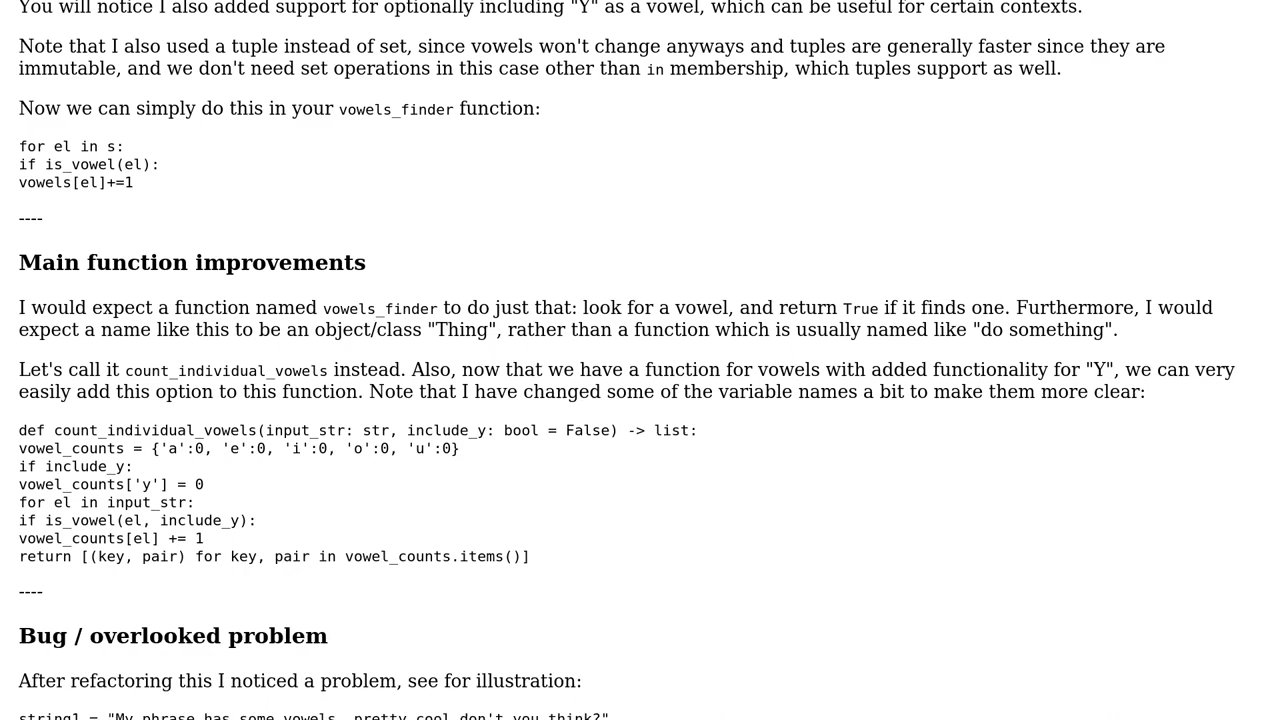 You will notice I also added support for optionally including "Y" as a vowel, which can be useful for certain contexts.
Note that I also used a tuple instead of set, since vowels won't change anyways and tuples are generally faster since they are
immutable, and we don't need set operations in this case other than in membership, which tuples support as well.
Now we can simply do this in your vowels_finder function:
for el in s:
if is_vowel(el):
vowels[el]+=1
----
Main function improvements
I would expect a function named vowels_finder to do just that: look for a vowel, and return True if it finds one. Furthermore, I would
expect a name like this to be an object/class "Thing", rather than a function which is usually named like "do something".
Let's call it count_individual_vowels instead. Also, now that we have a function for vowels with added functionality for "Y", we can very
easily add this option to this function. Note that I have changed some of the variable names a bit to make them more clear:
def count_individual_vowels(input_str: str, include_y: bool = False) -> list:
vowel_counts = {'a':0, 'e':0, 'i':0, 'o':0, 'u':0}
if include_y:
vowel_counts['y'] = 0
for el in input_str:
if is_vowel(el, include_y):
vowel_counts[el] += 1
return [(key, pair) for key, pair in vowel_counts.items()]
----
Bug / overlooked problem
After refactoring this I noticed a problem, see for illustration:
string1 = "My phrase has some vowels, pretty cool don't you think?"